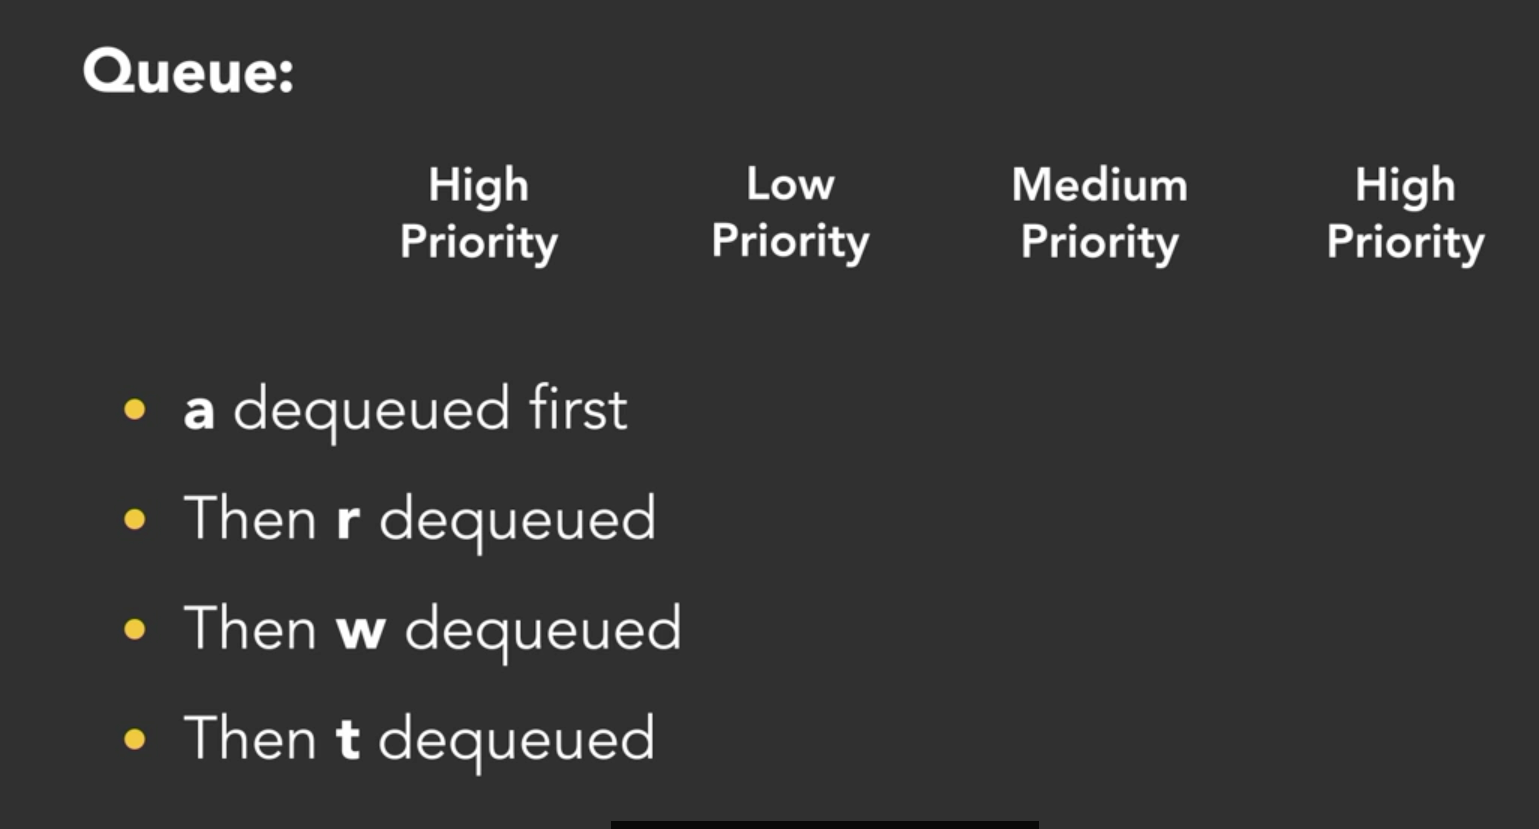 Queue:
High Low Medium High
Priority Priority Priority Priority
a dequeued first
Then r dequeued
Then w dequeued
Then t dequeued